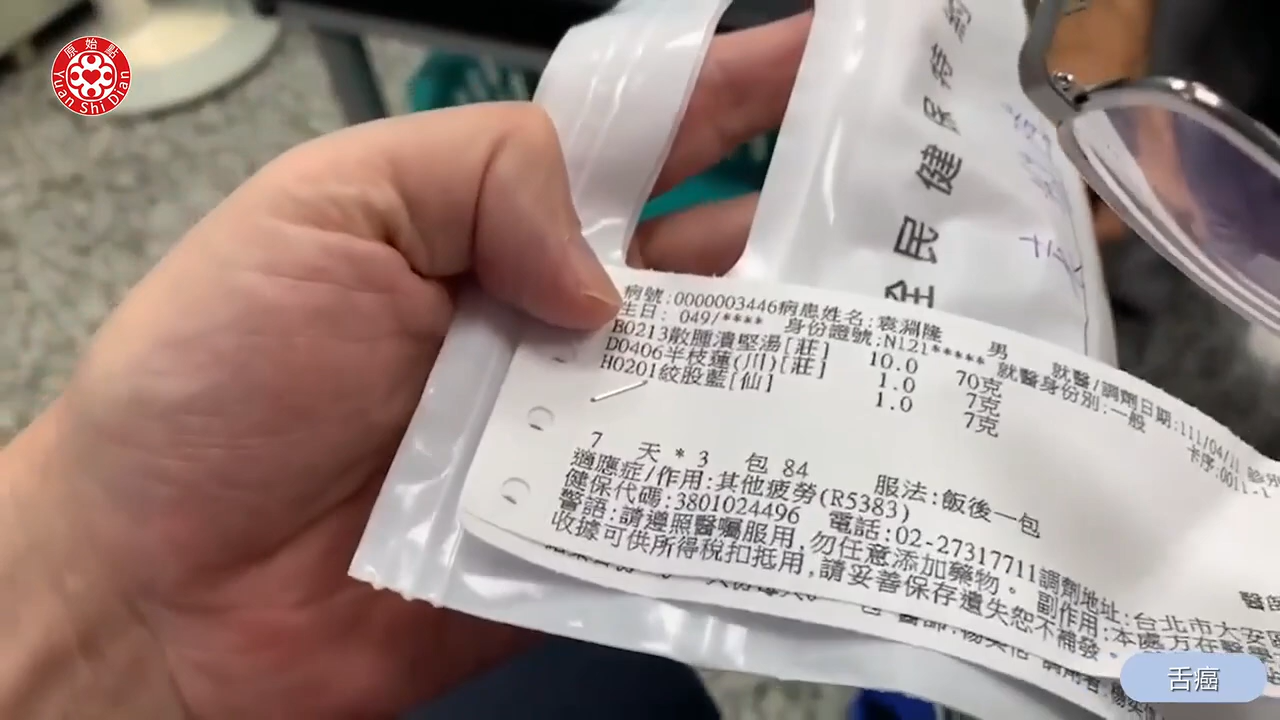 原始點
Yuan Shi Dian
全民健康
病號:0000003446病患姓名:袁漍隆 男 就醫/調劑日期:111/04/11
生日: 049/**** 身份證號:N121***** 就醫身份別:一般 卡序:0011-1
B0213散腫潰堅湯[莊] 10.0 70克
D0406半枝蓮(川)[莊] 1.0 7克
H0201絞股藍[仙] 1.0 7克
7 天 * 3 包 84 服法:飯後一包
適應症/作用:其他疲勞(R5383)
健保代碼:3801024496 電話:02-27317711調劑地址:台北市大安
警語:請遵照醫囑服用,勿任意添加藥物。 副作用:本處方在醫學
收據可供所得稅扣抵用,請妥善保存遺失恕不補發。
醫師
舌癌